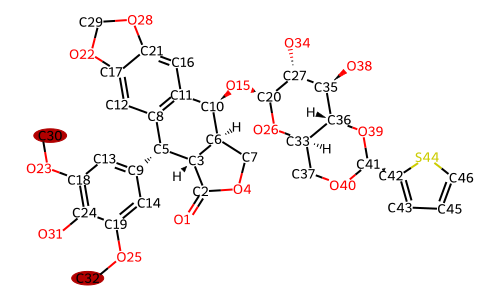 C29 O28
O22 C21 C16
C17 O34
C12 C11 C10 O15 C27 O38
C8 C20 C35
C30 H H C36 O39
O23 C13 C5 C6 O26 C33 H
C18 C9 H C3 C7 C37 C41 S44
C24 C14 C2 O4 O40 C42 C46
O31 C19 O1 C43 C45
C32 O25